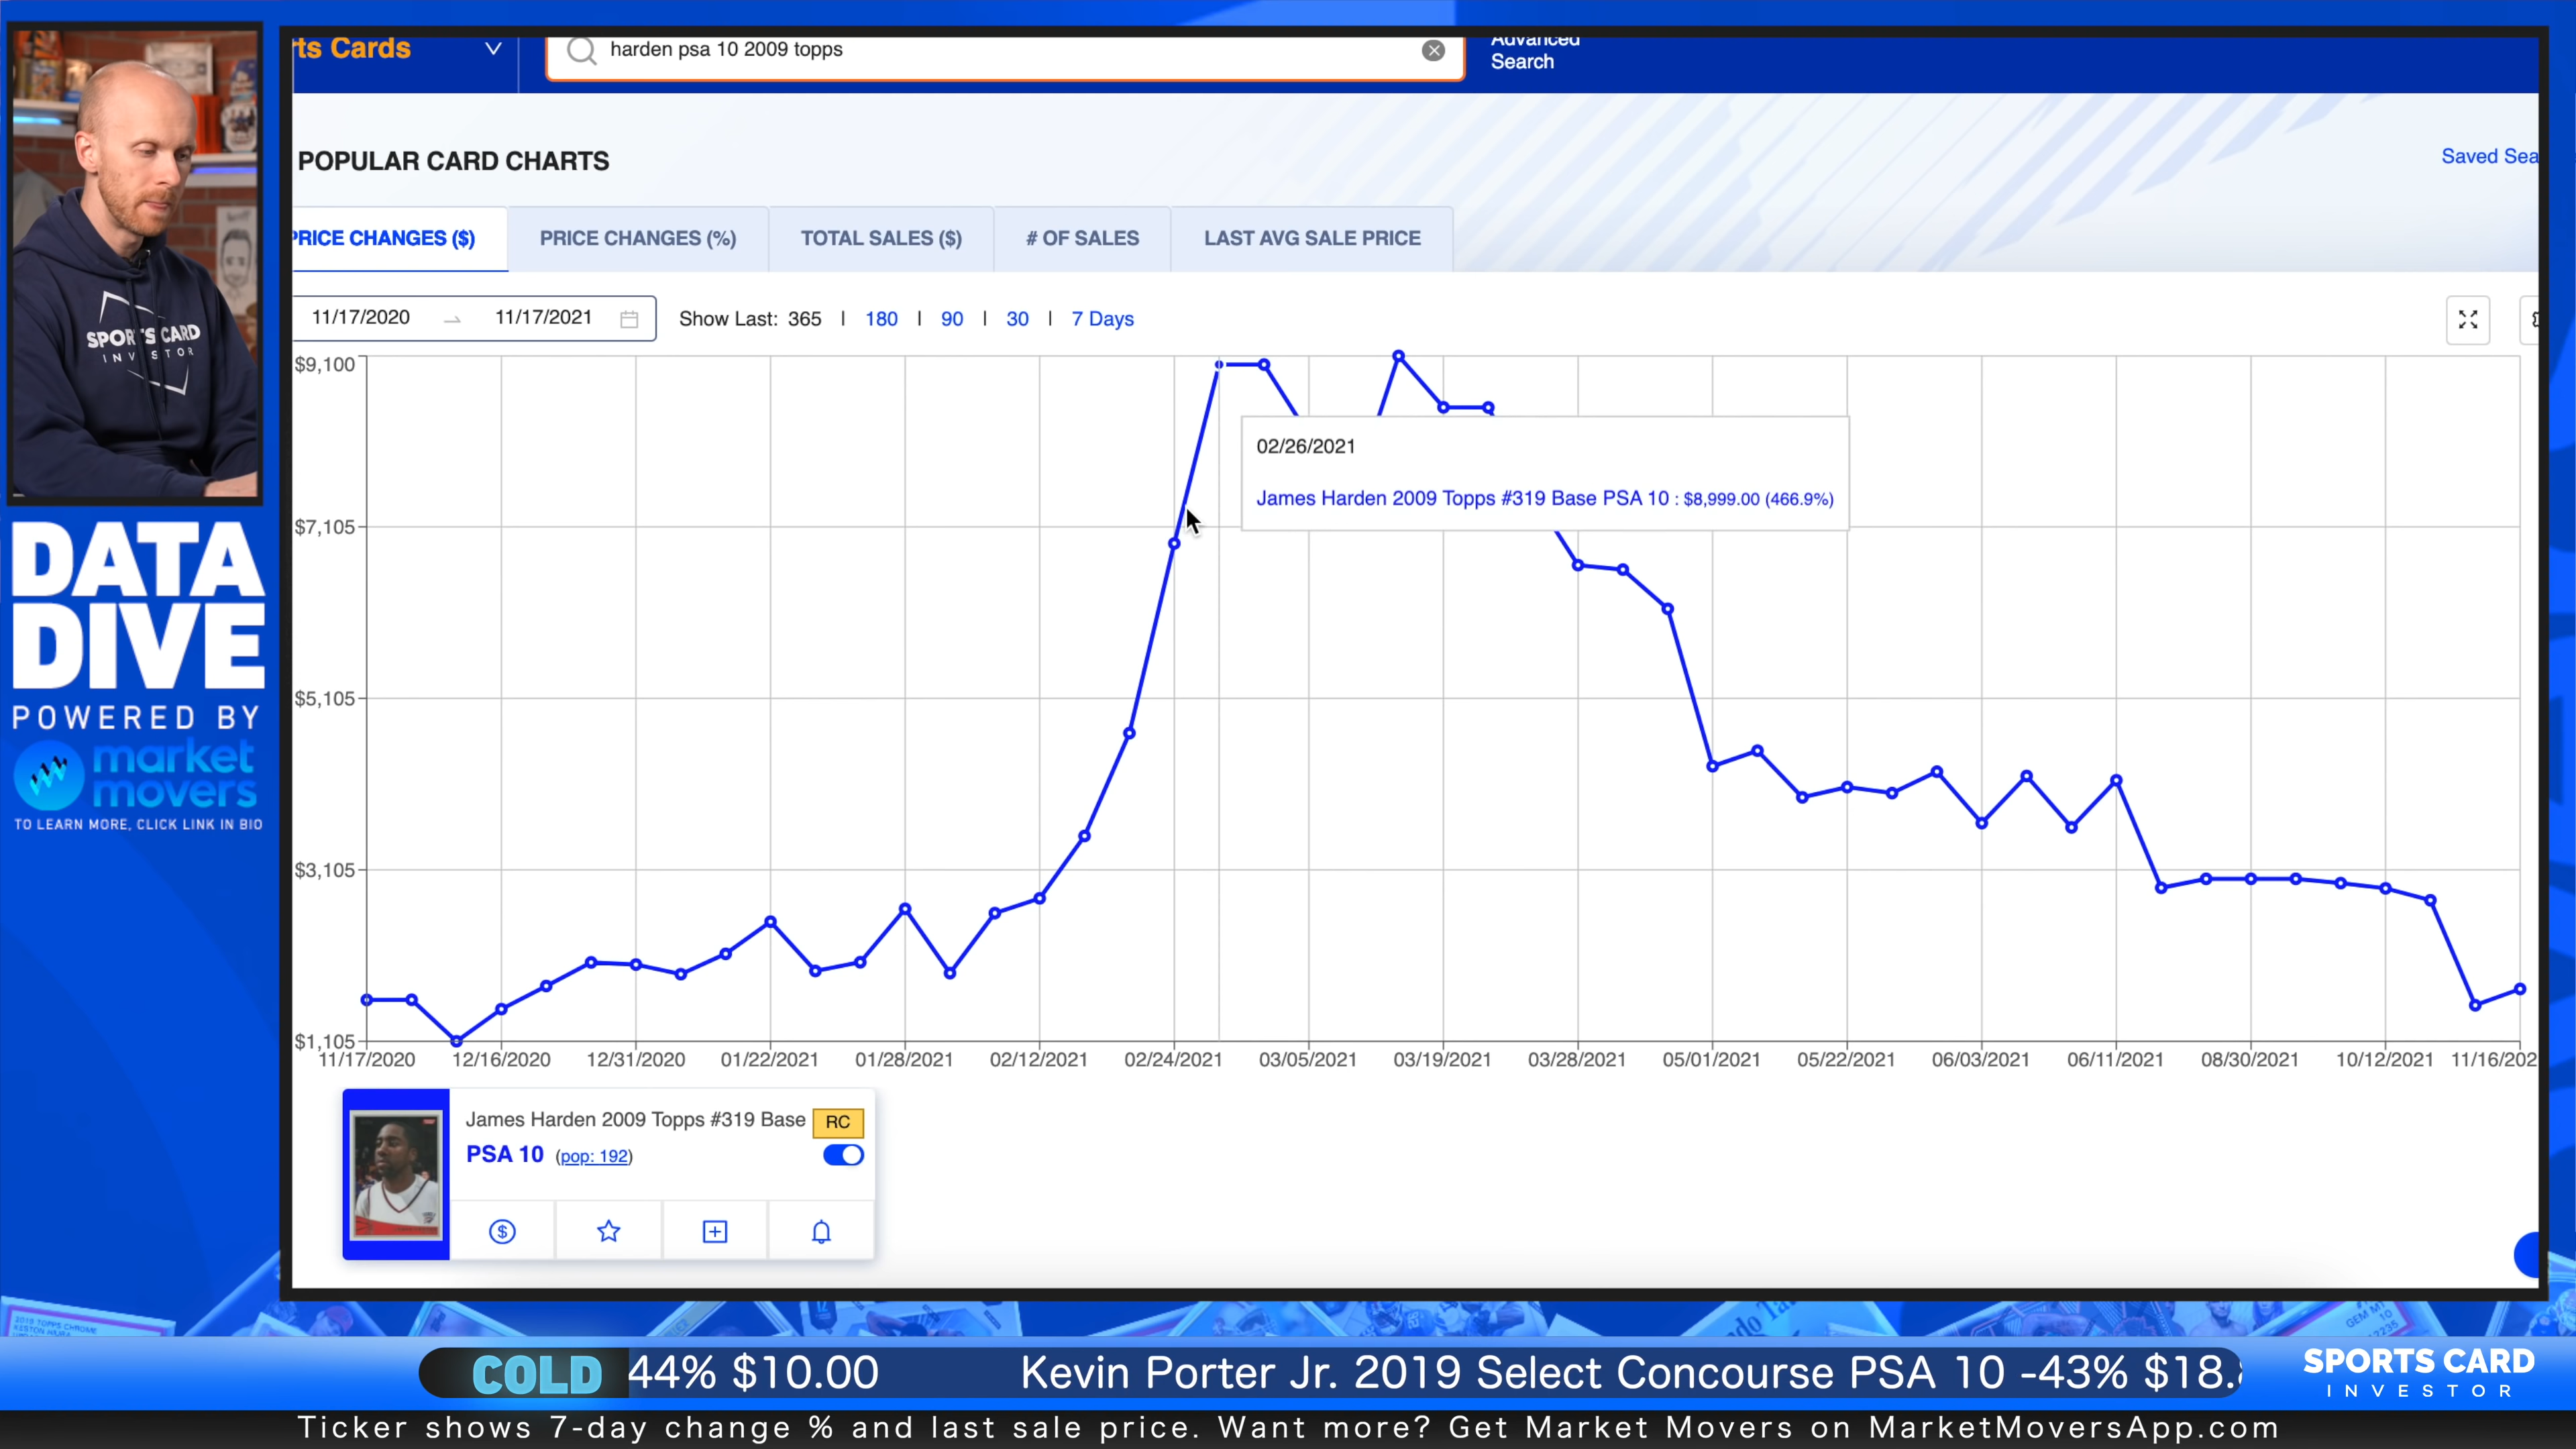 rts Cards
harden psa 10 2009 topps
Advanced
Search
POPULAR CARD CHARTS
Saved Sea
PRICE CHANGES ($)
PRICE CHANGES (%)
TOTAL SALES ($)
# OF SALES
LAST AVG SALE PRICE
11/17/2020
11/17/2021
Show Last: 365 | 180 | 90 | 30 | 7 Days
$9,100
$7,105
$5,105
$3,105
$1,105
02/26/2021
James Harden 2009 Topps #319 Base PSA 10 : $8,999.00 (466.9%)
11/17/2020 12/16/2020 12/31/2020 01/22/2021 01/28/2021 02/12/2021 02/24/2021 03/05/2021 03/19/2021 03/28/2021 05/01/2021 05/22/2021 06/03/2021 06/11/2021 08/30/2021 10/12/2021 11/16/202
James Harden 2009 Topps #319 Base
RC
PSA 10 (pop: 192)
SPORTS CARD
INVESTOR
DATA
DIVE
POWERED BY
market
movers
TO LEARN MORE, CLICK LINK IN BIO
2018 TOPPS CHROME
GEM MT
10
COLD
44% $10.00
Kevin Porter Jr. 2019 Select Concourse PSA 10 -43% $18.
SPORTS CARD
INVESTOR
Ticker shows 7-day change % and last sale price. Want more? Get Market Movers on MarketMoversApp.com